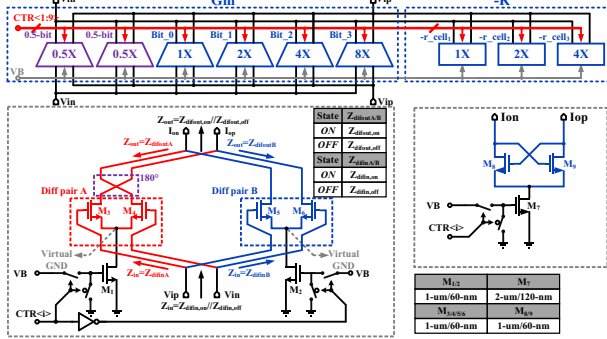 Vin Gm Vip -R
CTR<1:9>
0.5-bit 0.5-bit Bit_0 Bit_1 Bit_2 Bit_3 -r_cell1 -r_cell2 -r_cell3
0.5X 0.5X 1X 2X 4X 8X 1X 2X 4X
VB
Vin Vip
Zout=Zdifout,on//Zdifout,off
Ion Iop
Zout=ZdifoutA Zout=ZdifoutB
180°
Diff pair A Diff pair B
M3 M4 M5 M6
Virtual GND Virtual GND
Zin=ZdifinA Zin=ZdifinB
VB M1 Vip Vin M2 VB
Zin=Zdifin,on//Zdifin,off
CTR<i>
State ZdifoutA/B
ON Zdifout,on
OFF Zdifout,off
State ZdifinA/B
ON Zdifin,on
OFF Zdifin,off
Ion Iop
M8 M9
M7
VB
CTR<i>
M1/2 M7
1-um/60-nm 2-um/120-nm
M3/4/5/6 M8/9
1-um/60-nm 1-um/60-nm